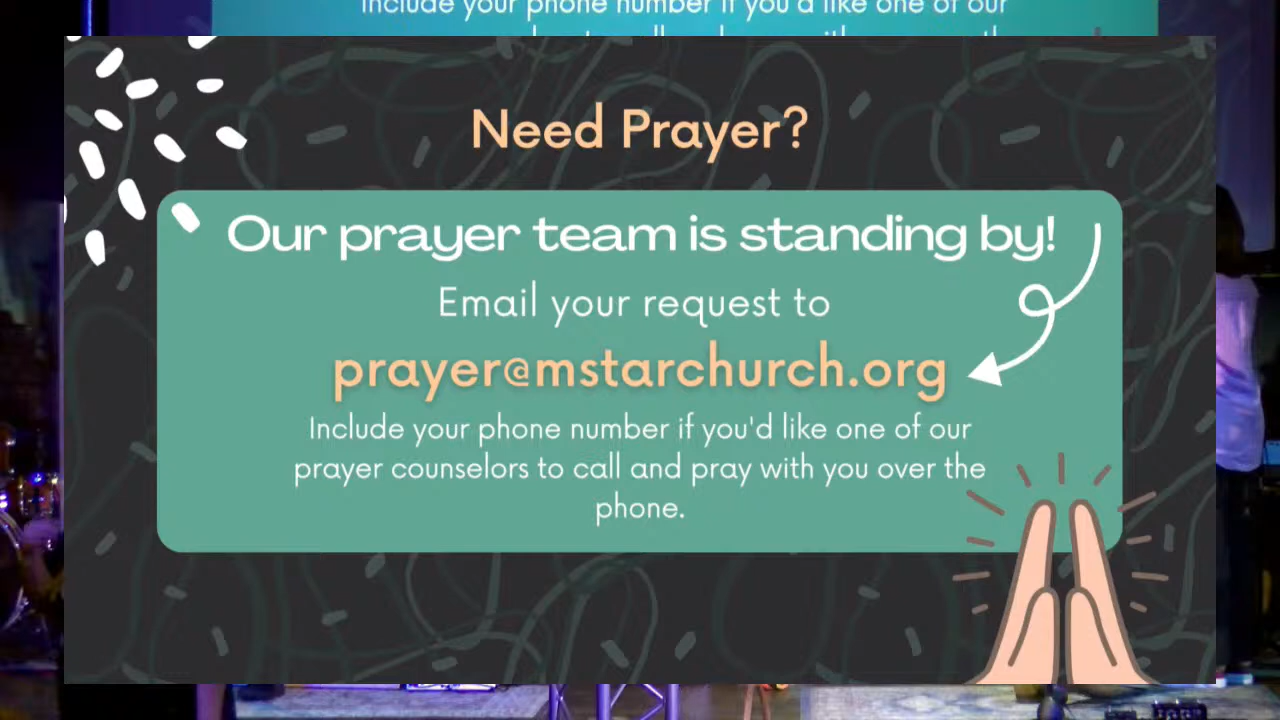 Include your phone number if you'd like one of our
Need Prayer?
Our prayer team is standing by!
Email your request to
prayer@mstarchurch.org
Include your phone number if you'd like one of our
prayer counselors to call and pray with you over the
phone.